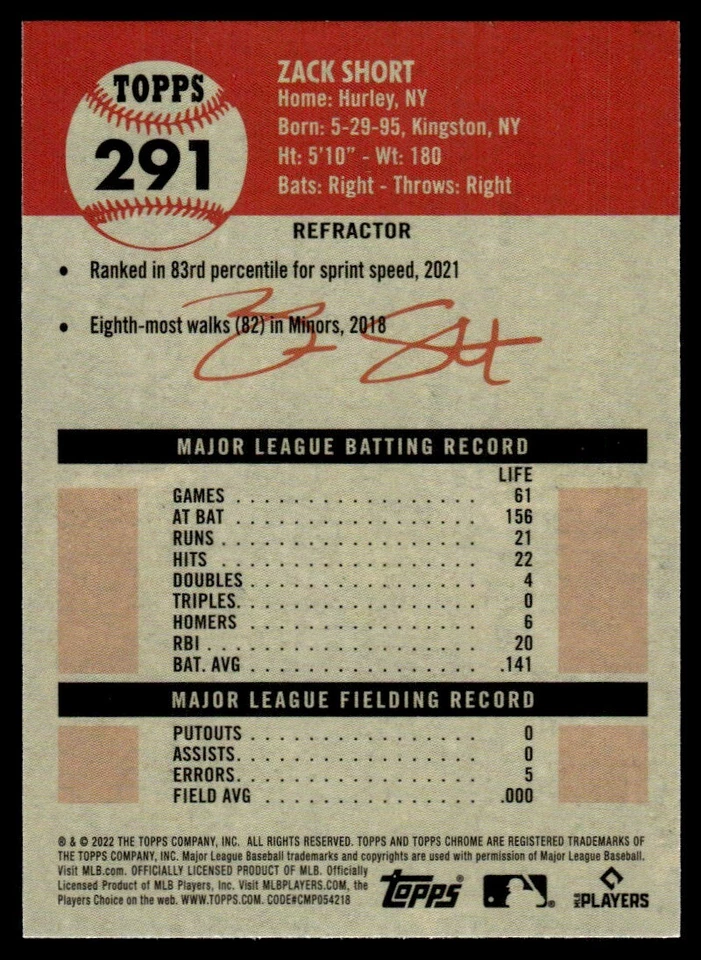 TOPPS
291
ZACK SHORT
Home: Hurley, NY
Born: 5-29-95, Kingston, NY
Ht: 5'10" - Wt: 180
Bats: Right - Throws: Right
REFRACTOR
• Ranked in 83rd percentile for sprint speed, 2021
• Eighth-most walks (82) in Minors, 2018
MAJOR LEAGUE BATTING RECORD
LIFE
GAMES . . . . . . . . . . . . . . . . . . 61
AT BAT . . . . . . . . . . . . . . . . . . 156
RUNS . . . . . . . . . . . . . . . . . . . 21
HITS . . . . . . . . . . . . . . . . . . . 22
DOUBLES . . . . . . . . . . . . . . . . . 4
TRIPLES. . . . . . . . . . . . . . . . . . 0
HOMERS . . . . . . . . . . . . . . . . . 6
RBI . . . . . . . . . . . . . . . . . . . . 20
BAT. AVG . . . . . . . . . . . . . . . . . .141
MAJOR LEAGUE FIELDING RECORD
PUTOUTS . . . . . . . . . . . . . . . . . 0
ASSISTS. . . . . . . . . . . . . . . . . . 0
ERRORS. . . . . . . . . . . . . . . . . . 5
FIELD AVG . . . . . . . . . . . . . . . . .000
® & © 2022 THE TOPPS COMPANY, INC. ALL RIGHTS RESERVED. TOPPS AND TOPPS CHROME ARE REGISTERED TRADEMARKS OF
THE TOPPS COMPANY, INC. Major League Baseball trademarks and copyrights are used with permission of Major League Baseball.
Visit MLB.com. OFFICIALLY LICENSED PRODUCT OF MLB. Officially
Licensed Product of MLB Players, Inc. Visit MLBPLAYERS.COM, the
Players Choice on the web. WWW.TOPPS.COM. CODE#CMP054218
topps®
MLB PLAYERS